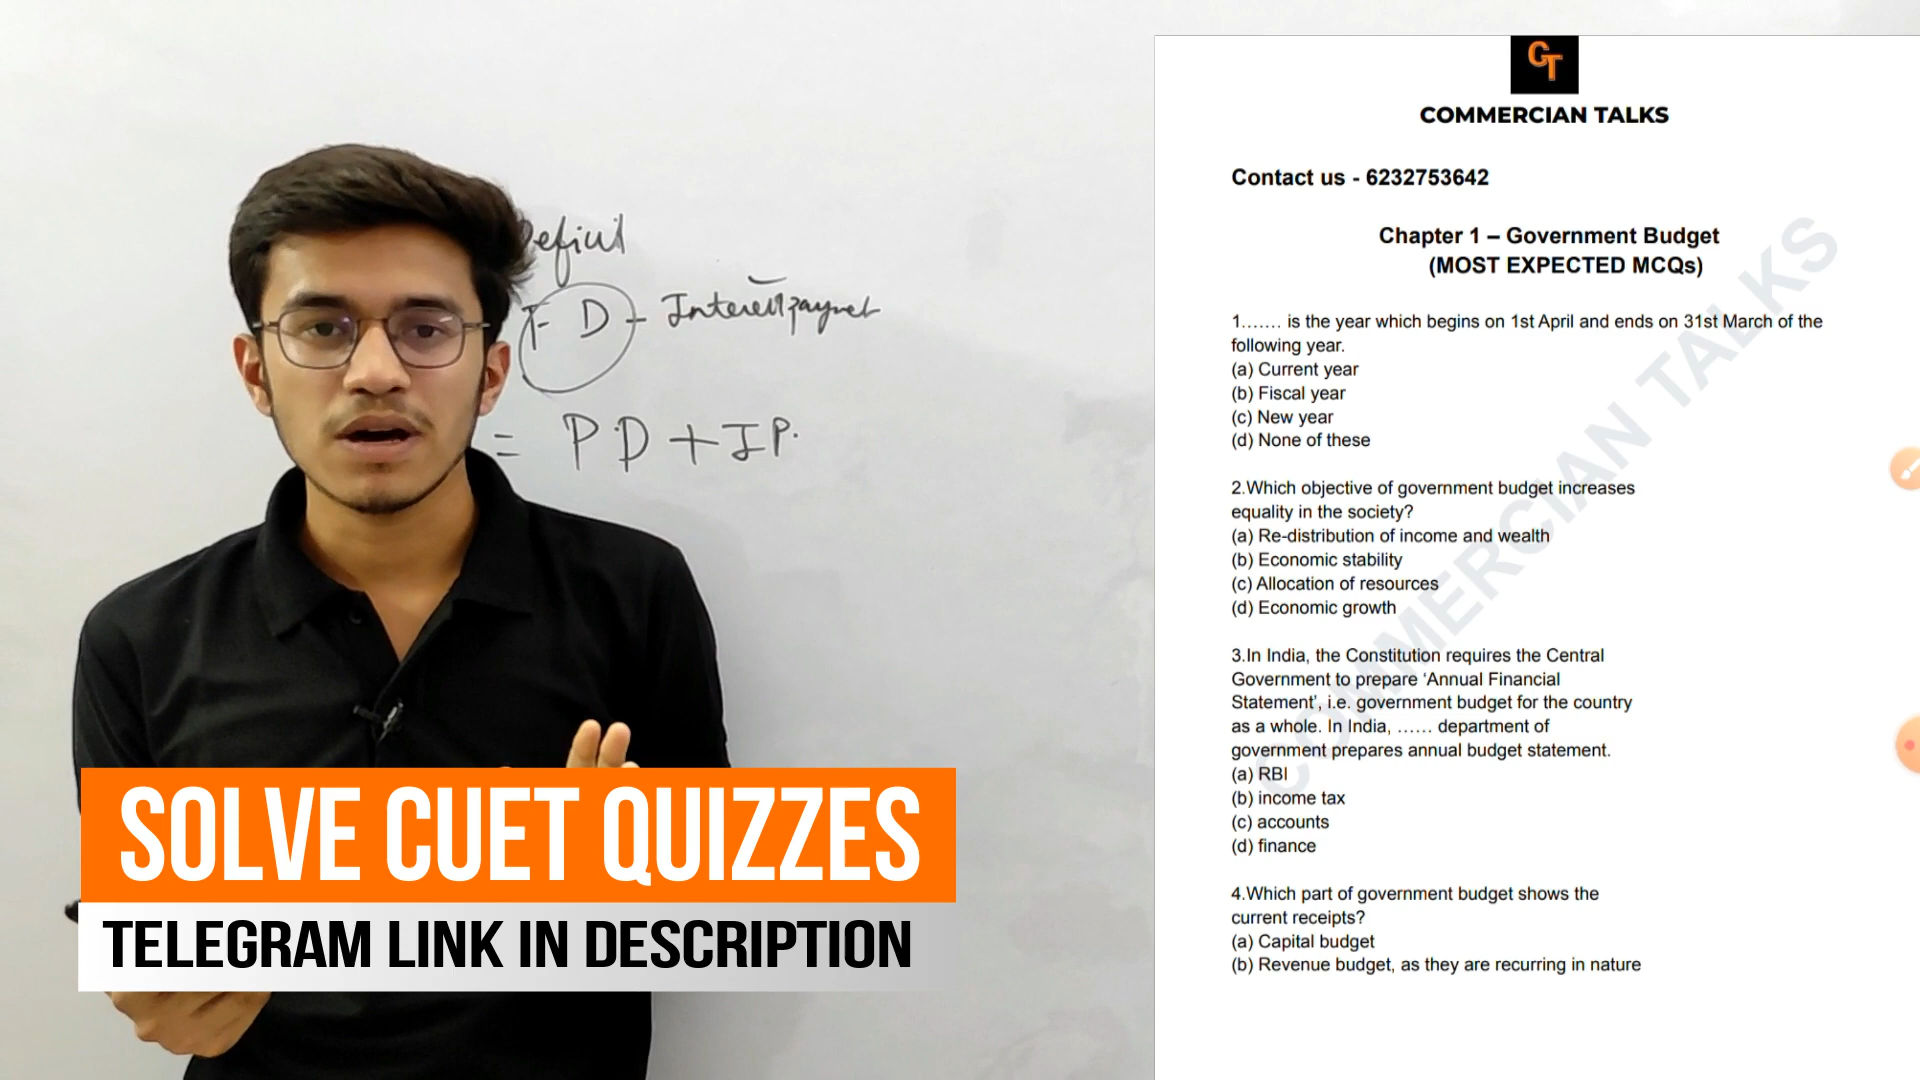 Deficit
F D - Interest payment
= P.D + I P.
SOLVE CUET QUIZZES
TELEGRAM LINK IN DESCRIPTION
CT
COMMERCIAN TALKS
Contact us - 6232753642
Chapter 1 – Government Budget
(MOST EXPECTED MCQs)
1....... is the year which begins on 1st April and ends on 31st March of the
following year.
(a) Current year
(b) Fiscal year
(c) New year
(d) None of these
2.Which objective of government budget increases
equality in the society?
(a) Re-distribution of income and wealth
(b) Economic stability
(c) Allocation of resources
(d) Economic growth
3.In India, the Constitution requires the Central
Government to prepare ‘Annual Financial
Statement’, i.e. government budget for the country
as a whole. In India, ...... department of
government prepares annual budget statement.
(a) RBI
(b) income tax
(c) accounts
(d) finance
4.Which part of government budget shows the
current receipts?
(a) Capital budget
(b) Revenue budget, as they are recurring in nature
COMMERCIAN TALKS